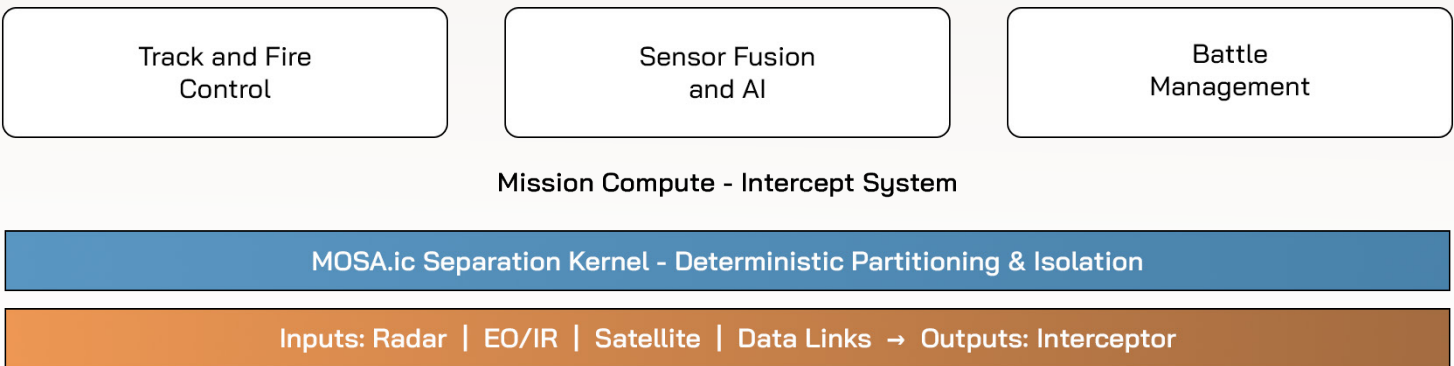 Track and Fire
Control
Sensor Fusion
and AI
Battle
Management
Mission Compute - Intercept System
MOSA.ic Separation Kernel - Deterministic Partitioning & Isolation
Inputs: Radar | EO/IR | Satellite | Data Links → Outputs: Interceptor